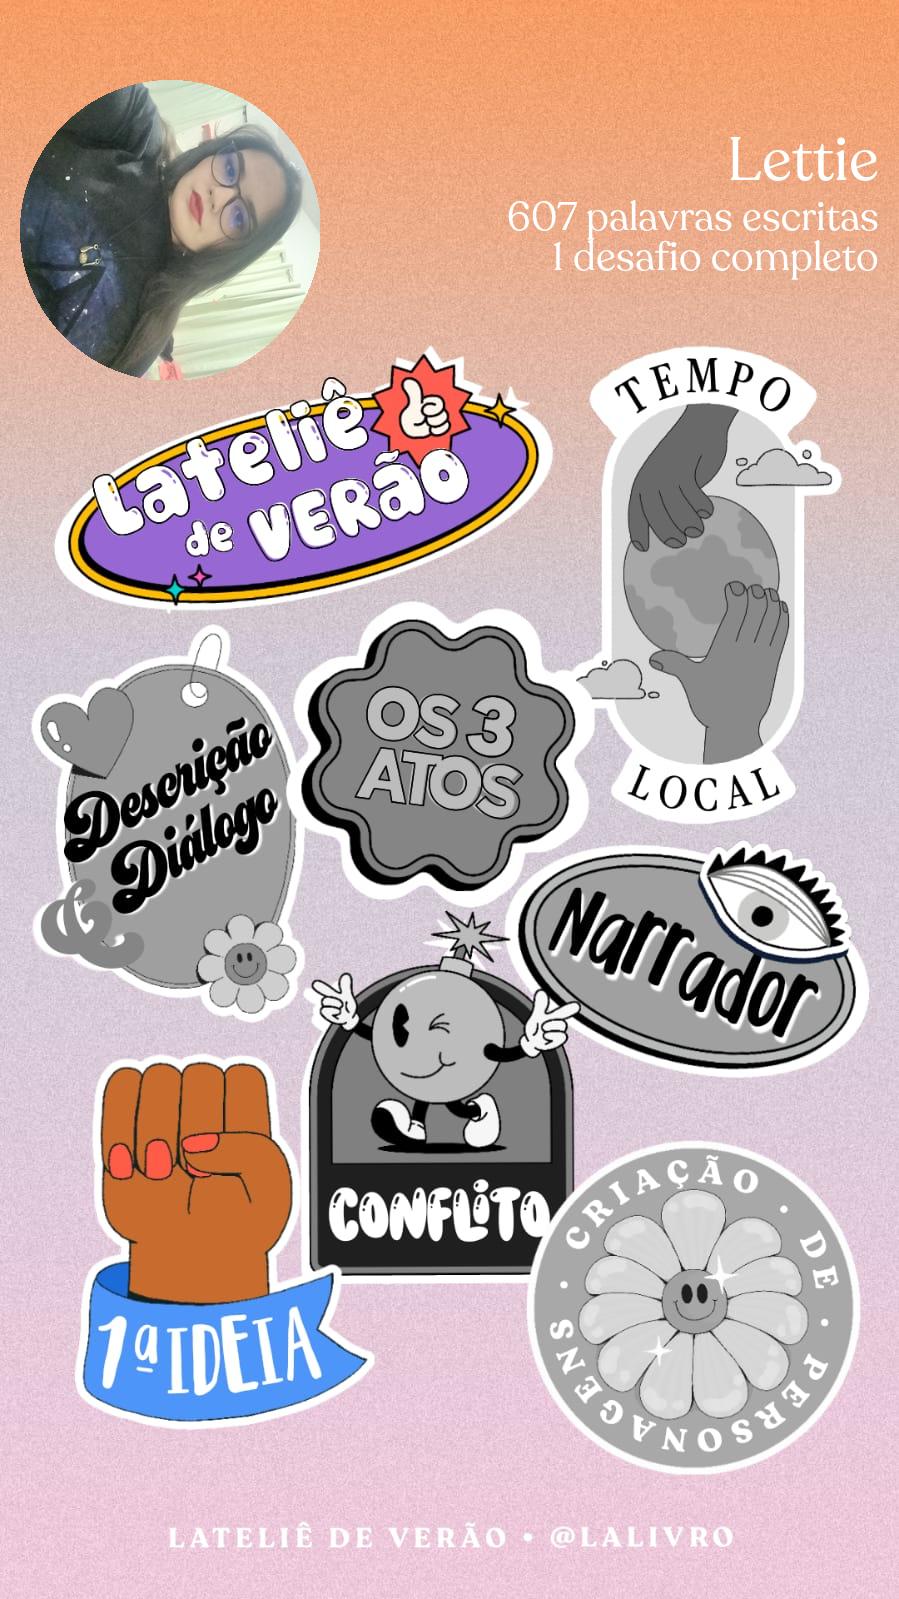 Lettie
607 palavras escritas
1 desafio completo
Lateliê
de VERÃO
TEMPO
LOCAL
OS 3
ATOS
Descrição
&
Diálogo
Narrador
CONFLITO
1ª IDEIA
CRIAÇÃO · DE · PERSONAGENS ·
LATELIÊ DE VERÃO • @LALIVRO